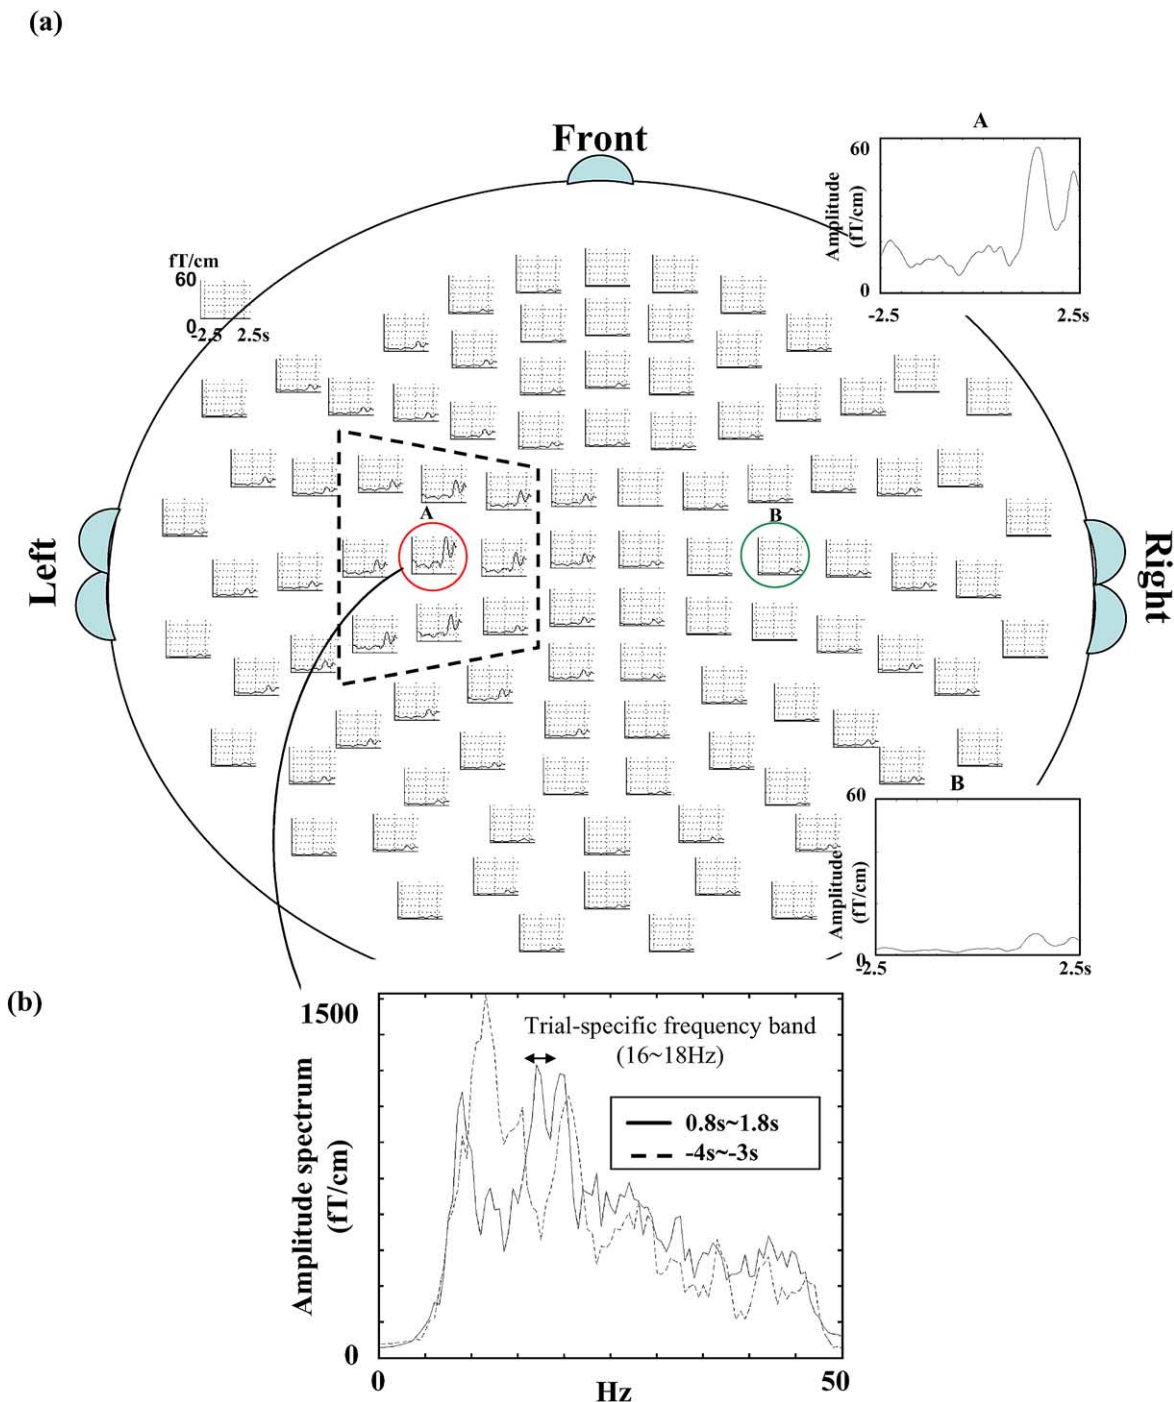 (a)
Front
A
60
Amplitude
(fT/cm)
0
-2.5
2.5s
fT/cm
60
0
-2.5
2.5s
A
B
Left
Right
B
60
Amplitude
(fT/cm)
0
-2.5
2.5s
(b)
1500
Trial-specific frequency band
(16~18Hz)
0.8s~1.8s
-4s~-3s
Amplitude spectrum
(fT/cm)
0
0
Hz
50